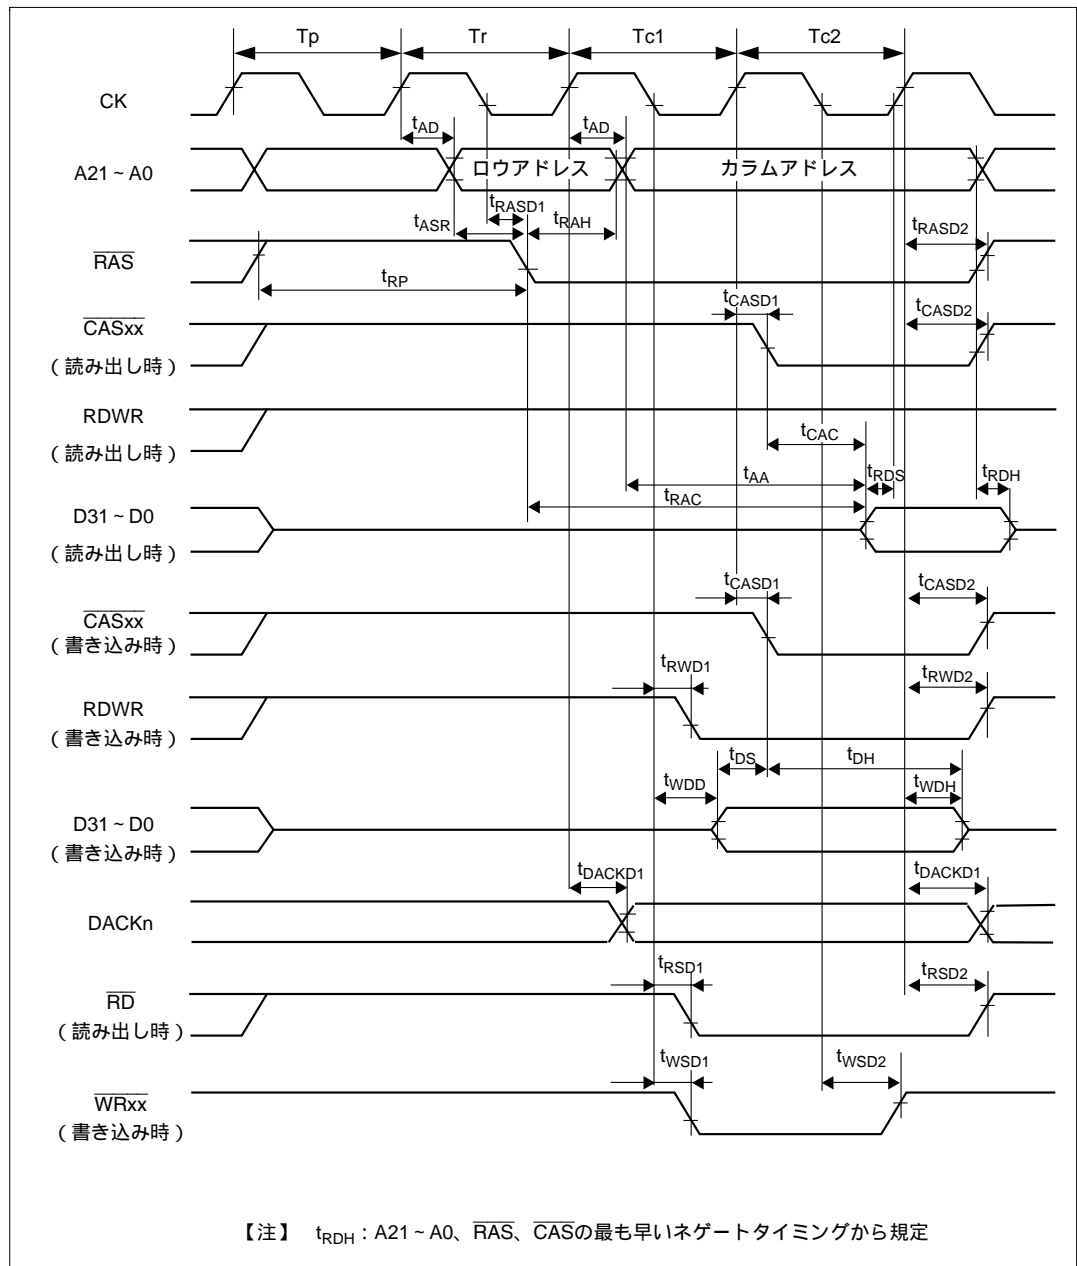 Tp Tr Tc1 Tc2
CK
tAD tAD
A21 ~ A0 ロウアドレス カラムアドレス
tRASD1
tASR tRAH tRASD2
RAS
tRP
tCASD1 tCASD2
CASxx
(読み出し時)
RDWR
(読み出し時)
tCAC
tAA tRDS tRDH
tRAC
D31 ~ D0
(読み出し時)
tCASD1 tCASD2
CASxx
(書き込み時)
tRWD1 tRWD2
RDWR
(書き込み時)
tDS tDH
tWDD tWDH
D31 ~ D0
(書き込み時)
tDACKD1 tDACKD1
DACKn
tRSD1 tRSD2
RD
(読み出し時)
tWSD1 tWSD2
WRxx
(書き込み時)
【注】 tRDH : A21 ~ A0、RAS、CASの最も早いネゲートタイミングから規定